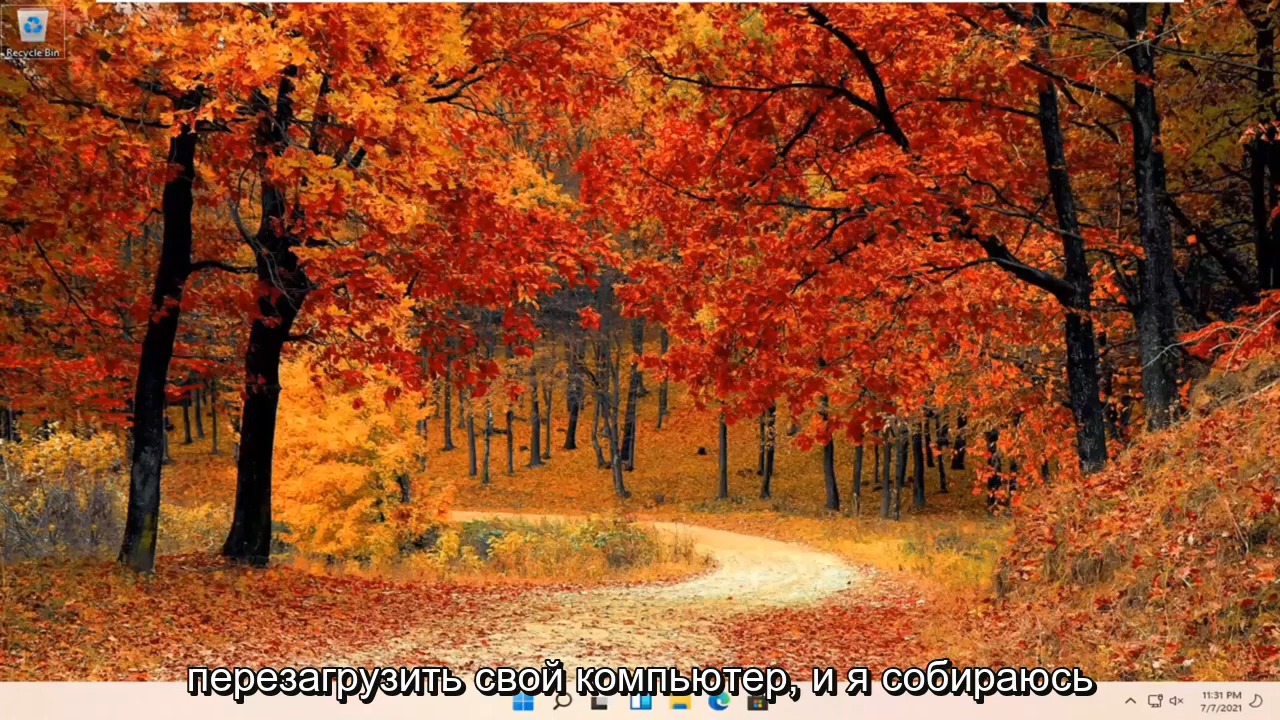 Recycle Bin
перезагрузить свой компьютер, и я собираюсь
11:31 PM
7/7/2021